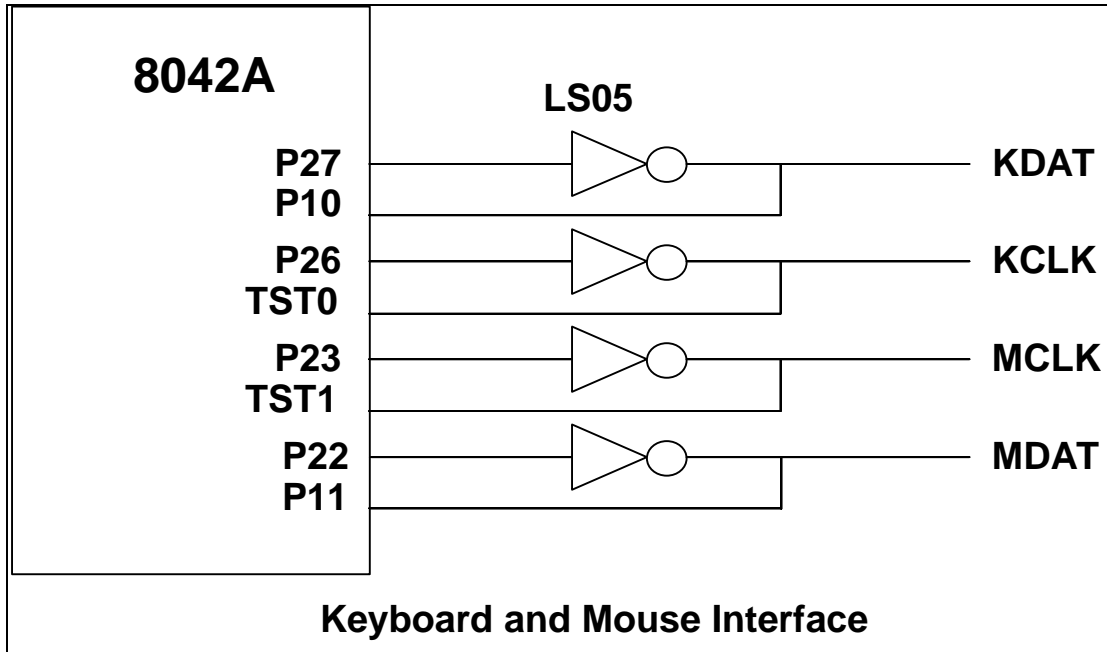 8042A
LS05
P27
KDAT
P10
P26
KCLK
TST0
P23
MCLK
TST1
P22
MDAT
P11
Keyboard and Mouse Interface